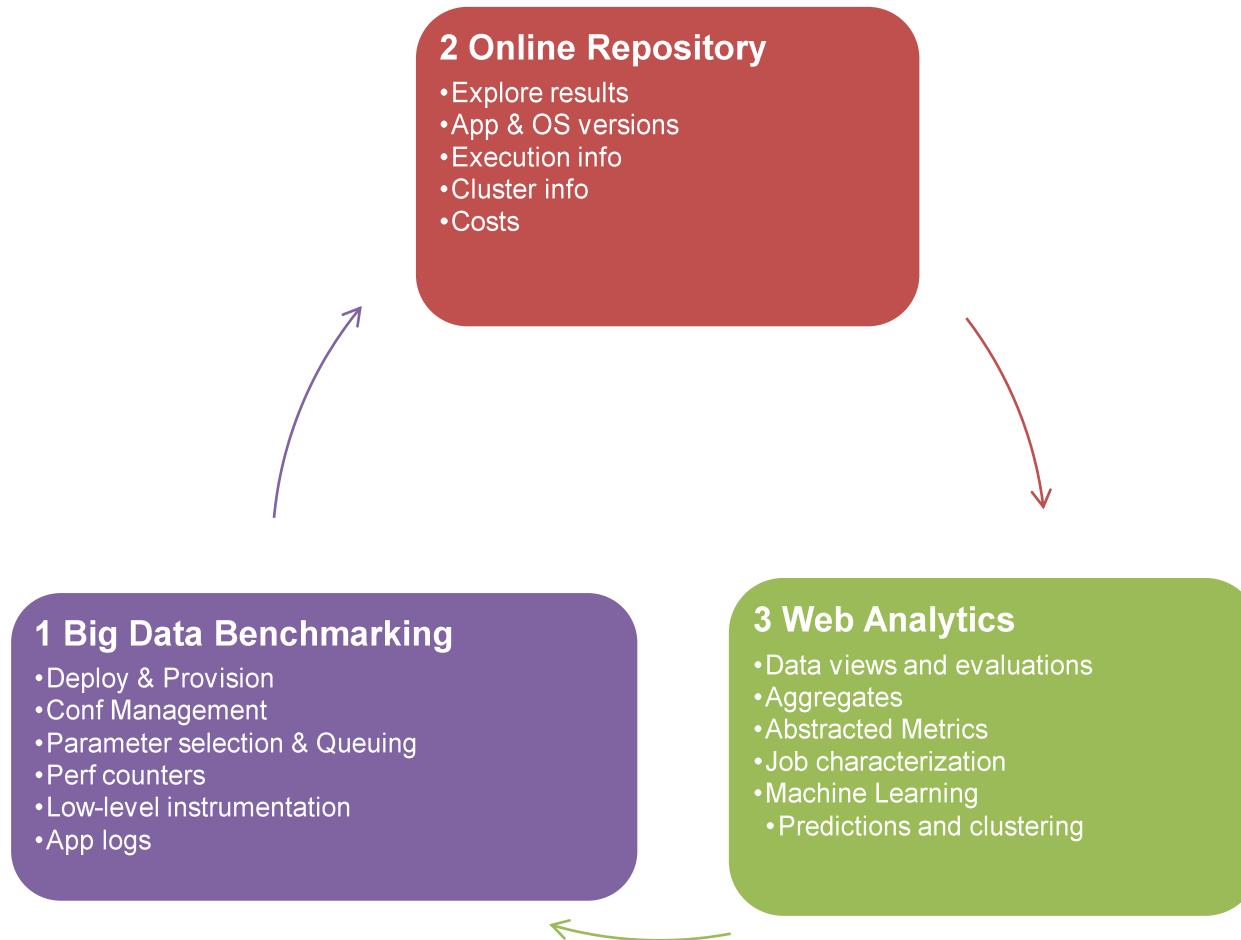 2 Online Repository
•Explore results
•App & OS versions
•Execution info
•Cluster info
•Costs
1 Big Data Benchmarking
•Deploy & Provision
•Conf Management
•Parameter selection & Queuing
•Perf counters
•Low-level instrumentation
•App logs
3 Web Analytics
•Data views and evaluations
•Aggregates
•Abstracted Metrics
•Job characterization
•Machine Learning
•Predictions and clustering